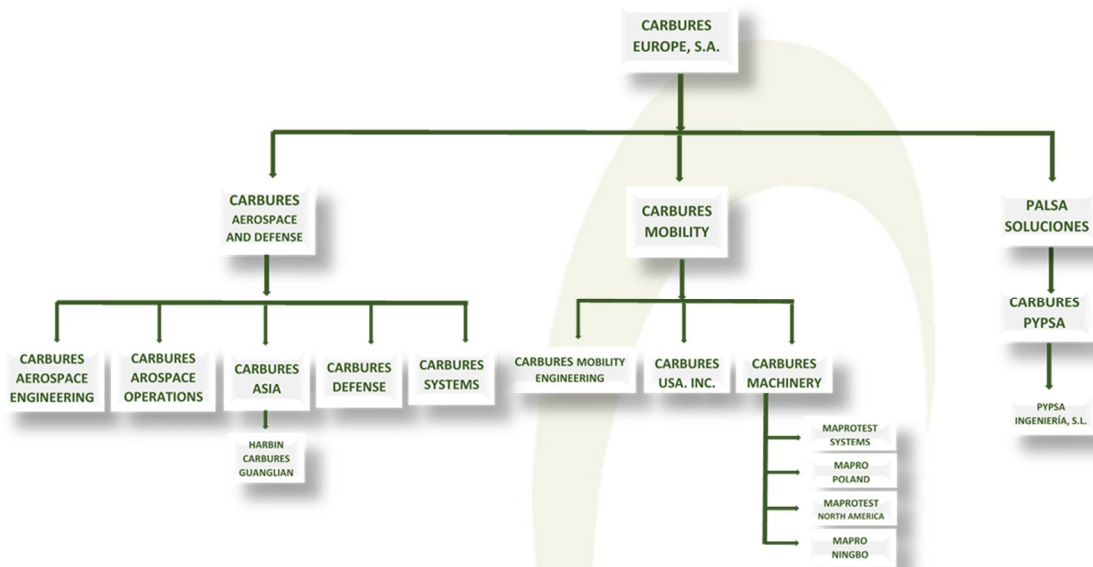 CARBURES
EUROPE, S.A.
CARBURES
AEROSPACE
AND DEFENSE
CARBURES
MOBILITY
PALSA
SOLUCIONES
CARBURES
AEROSPACE
ENGINEERING
CARBURES
AROSPACE
OPERATIONS
CARBURES
ASIA
CARBURES
DEFENSE
CARBURES
SYSTEMS
CARBURES MOBILITY
ENGINEERING
CARBURES
USA. INC.
CARBURES
MACHINERY
CARBURES
PYPSA
HARBIN
CARBURES
GUANGLIAN
MAPROTEST
SYSTEMS
MAPRO
POLAND
MAPROTEST
NORTH AMERICA
MAPRO
NINGBO
PYPSA
INGENIERÍA, S.L.